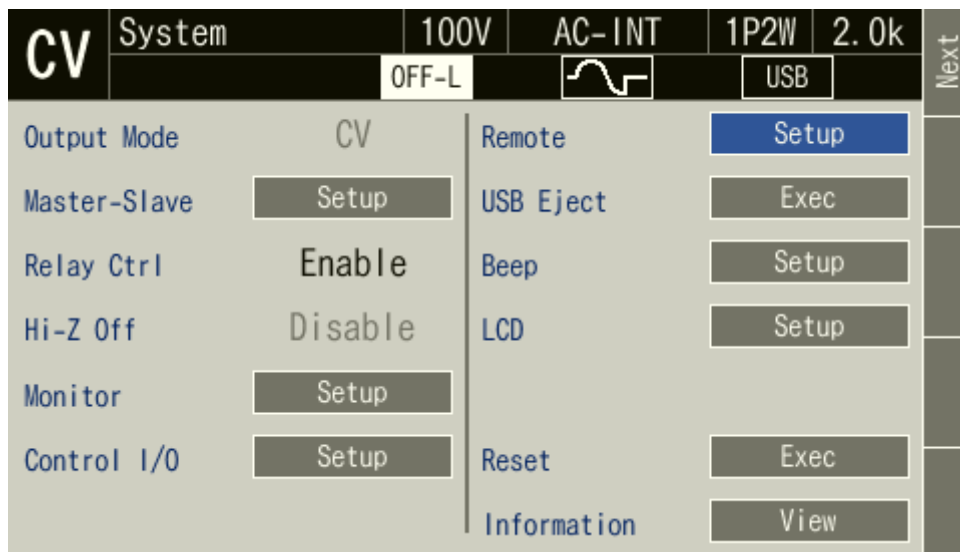 CV System 100V AC-INT 1P2W 2.0k Next
OFF-L USB
Output Mode CV
Master-Slave Setup
Relay Ctrl Enable
Hi-Z Off Disable
Monitor Setup
Control I/O Setup
Remote Setup
USB Eject Exec
Beep Setup
LCD Setup
Reset Exec
Information View